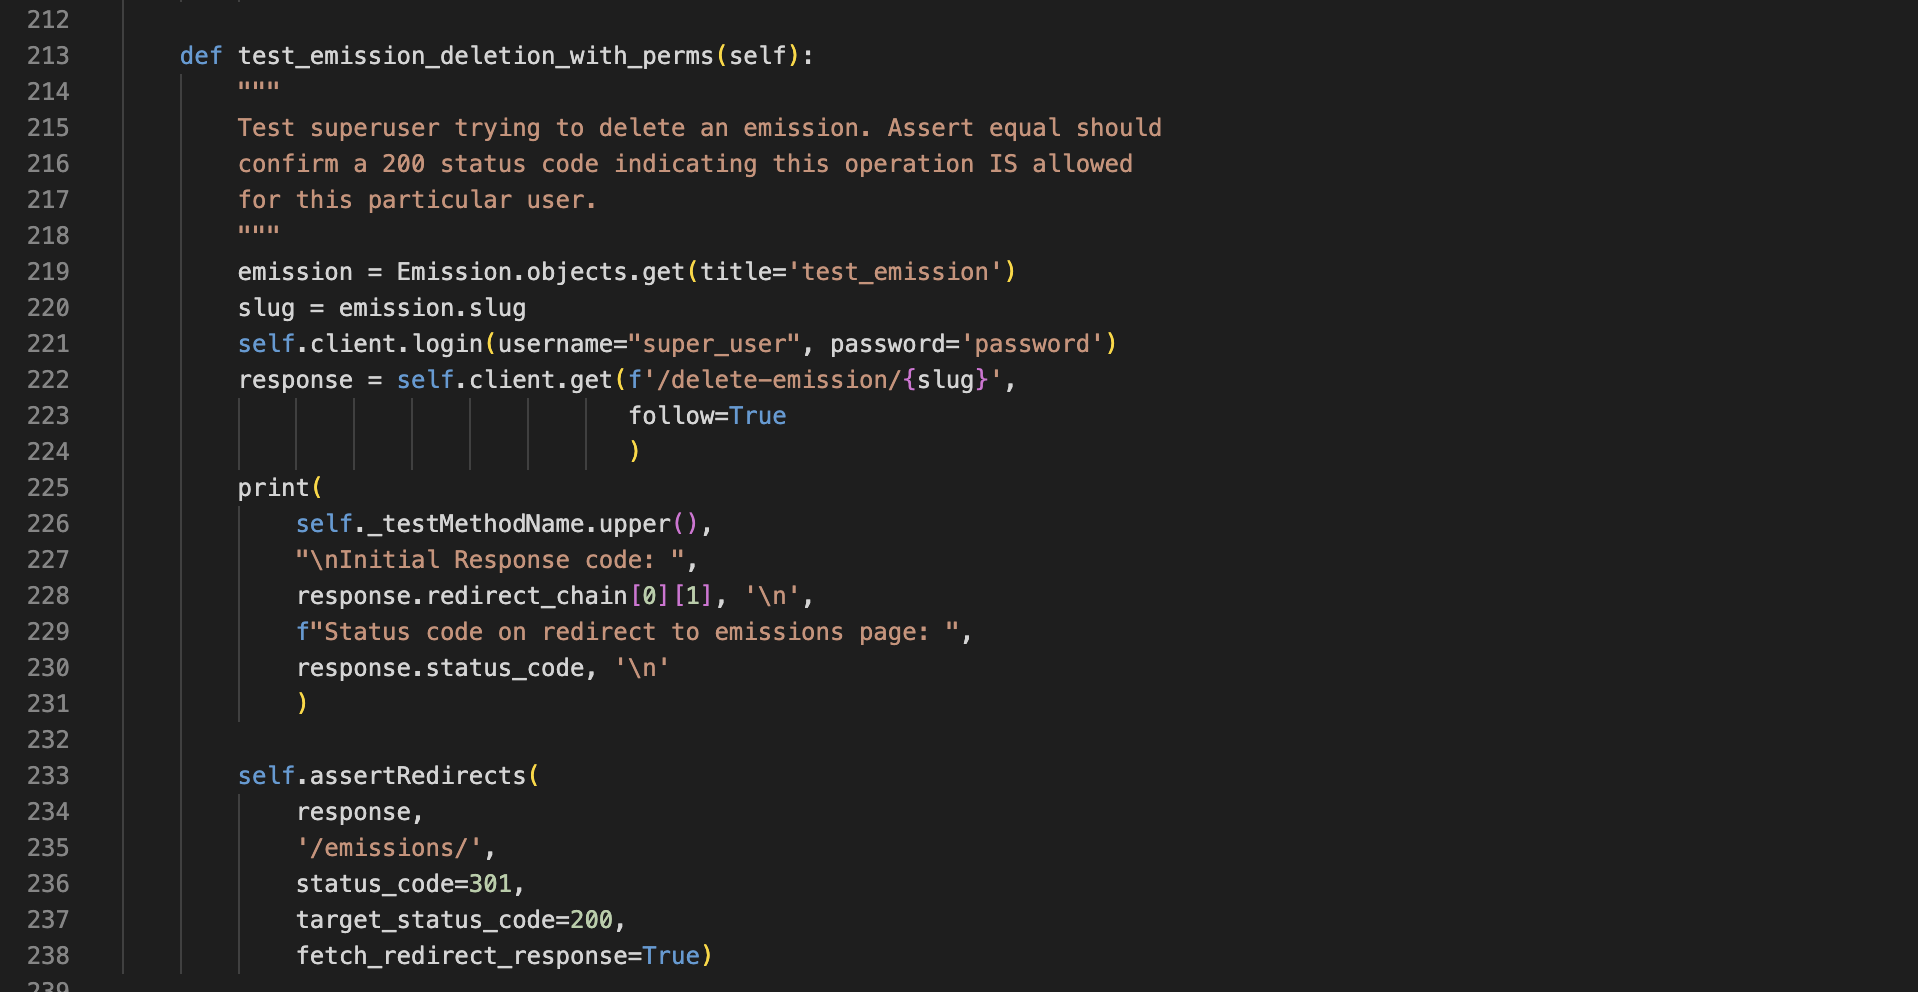 212
213 def test_emission_deletion_with_perms(self):
214 """
215 Test superuser trying to delete an emission. Assert equal should
216 confirm a 200 status code indicating this operation IS allowed
217 for this particular user.
218 """
219 emission = Emission.objects.get(title='test_emission')
220 slug = emission.slug
221 self.client.login(username="super_user", password='password')
222 response = self.client.get(f'/delete-emission/{slug}',
223 follow=True
224 )
225 print(
226 self._testMethodName.upper(),
227 "\nInitial Response code: ",
228 response.redirect_chain[0][1], '\n',
229 f"Status code on redirect to emissions page: ",
230 response.status_code, '\n'
231 )
232
233 self.assertRedirects(
234 response,
235 '/emissions/',
236 status_code=301,
237 target_status_code=200,
238 fetch_redirect_response=True)
239